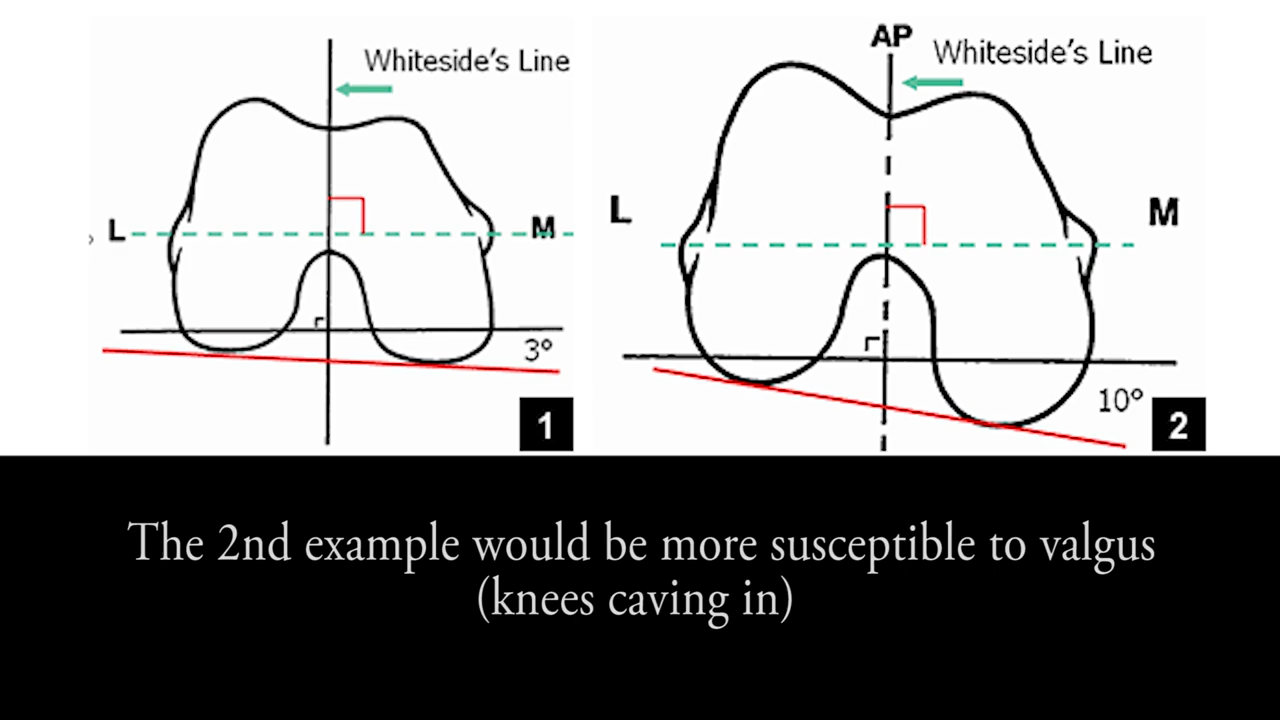 Whiteside's Line
L
M
3°
1
AP
Whiteside's Line
L
M
10°
2
The 2nd example would be more susceptible to valgus
(knees caving in)